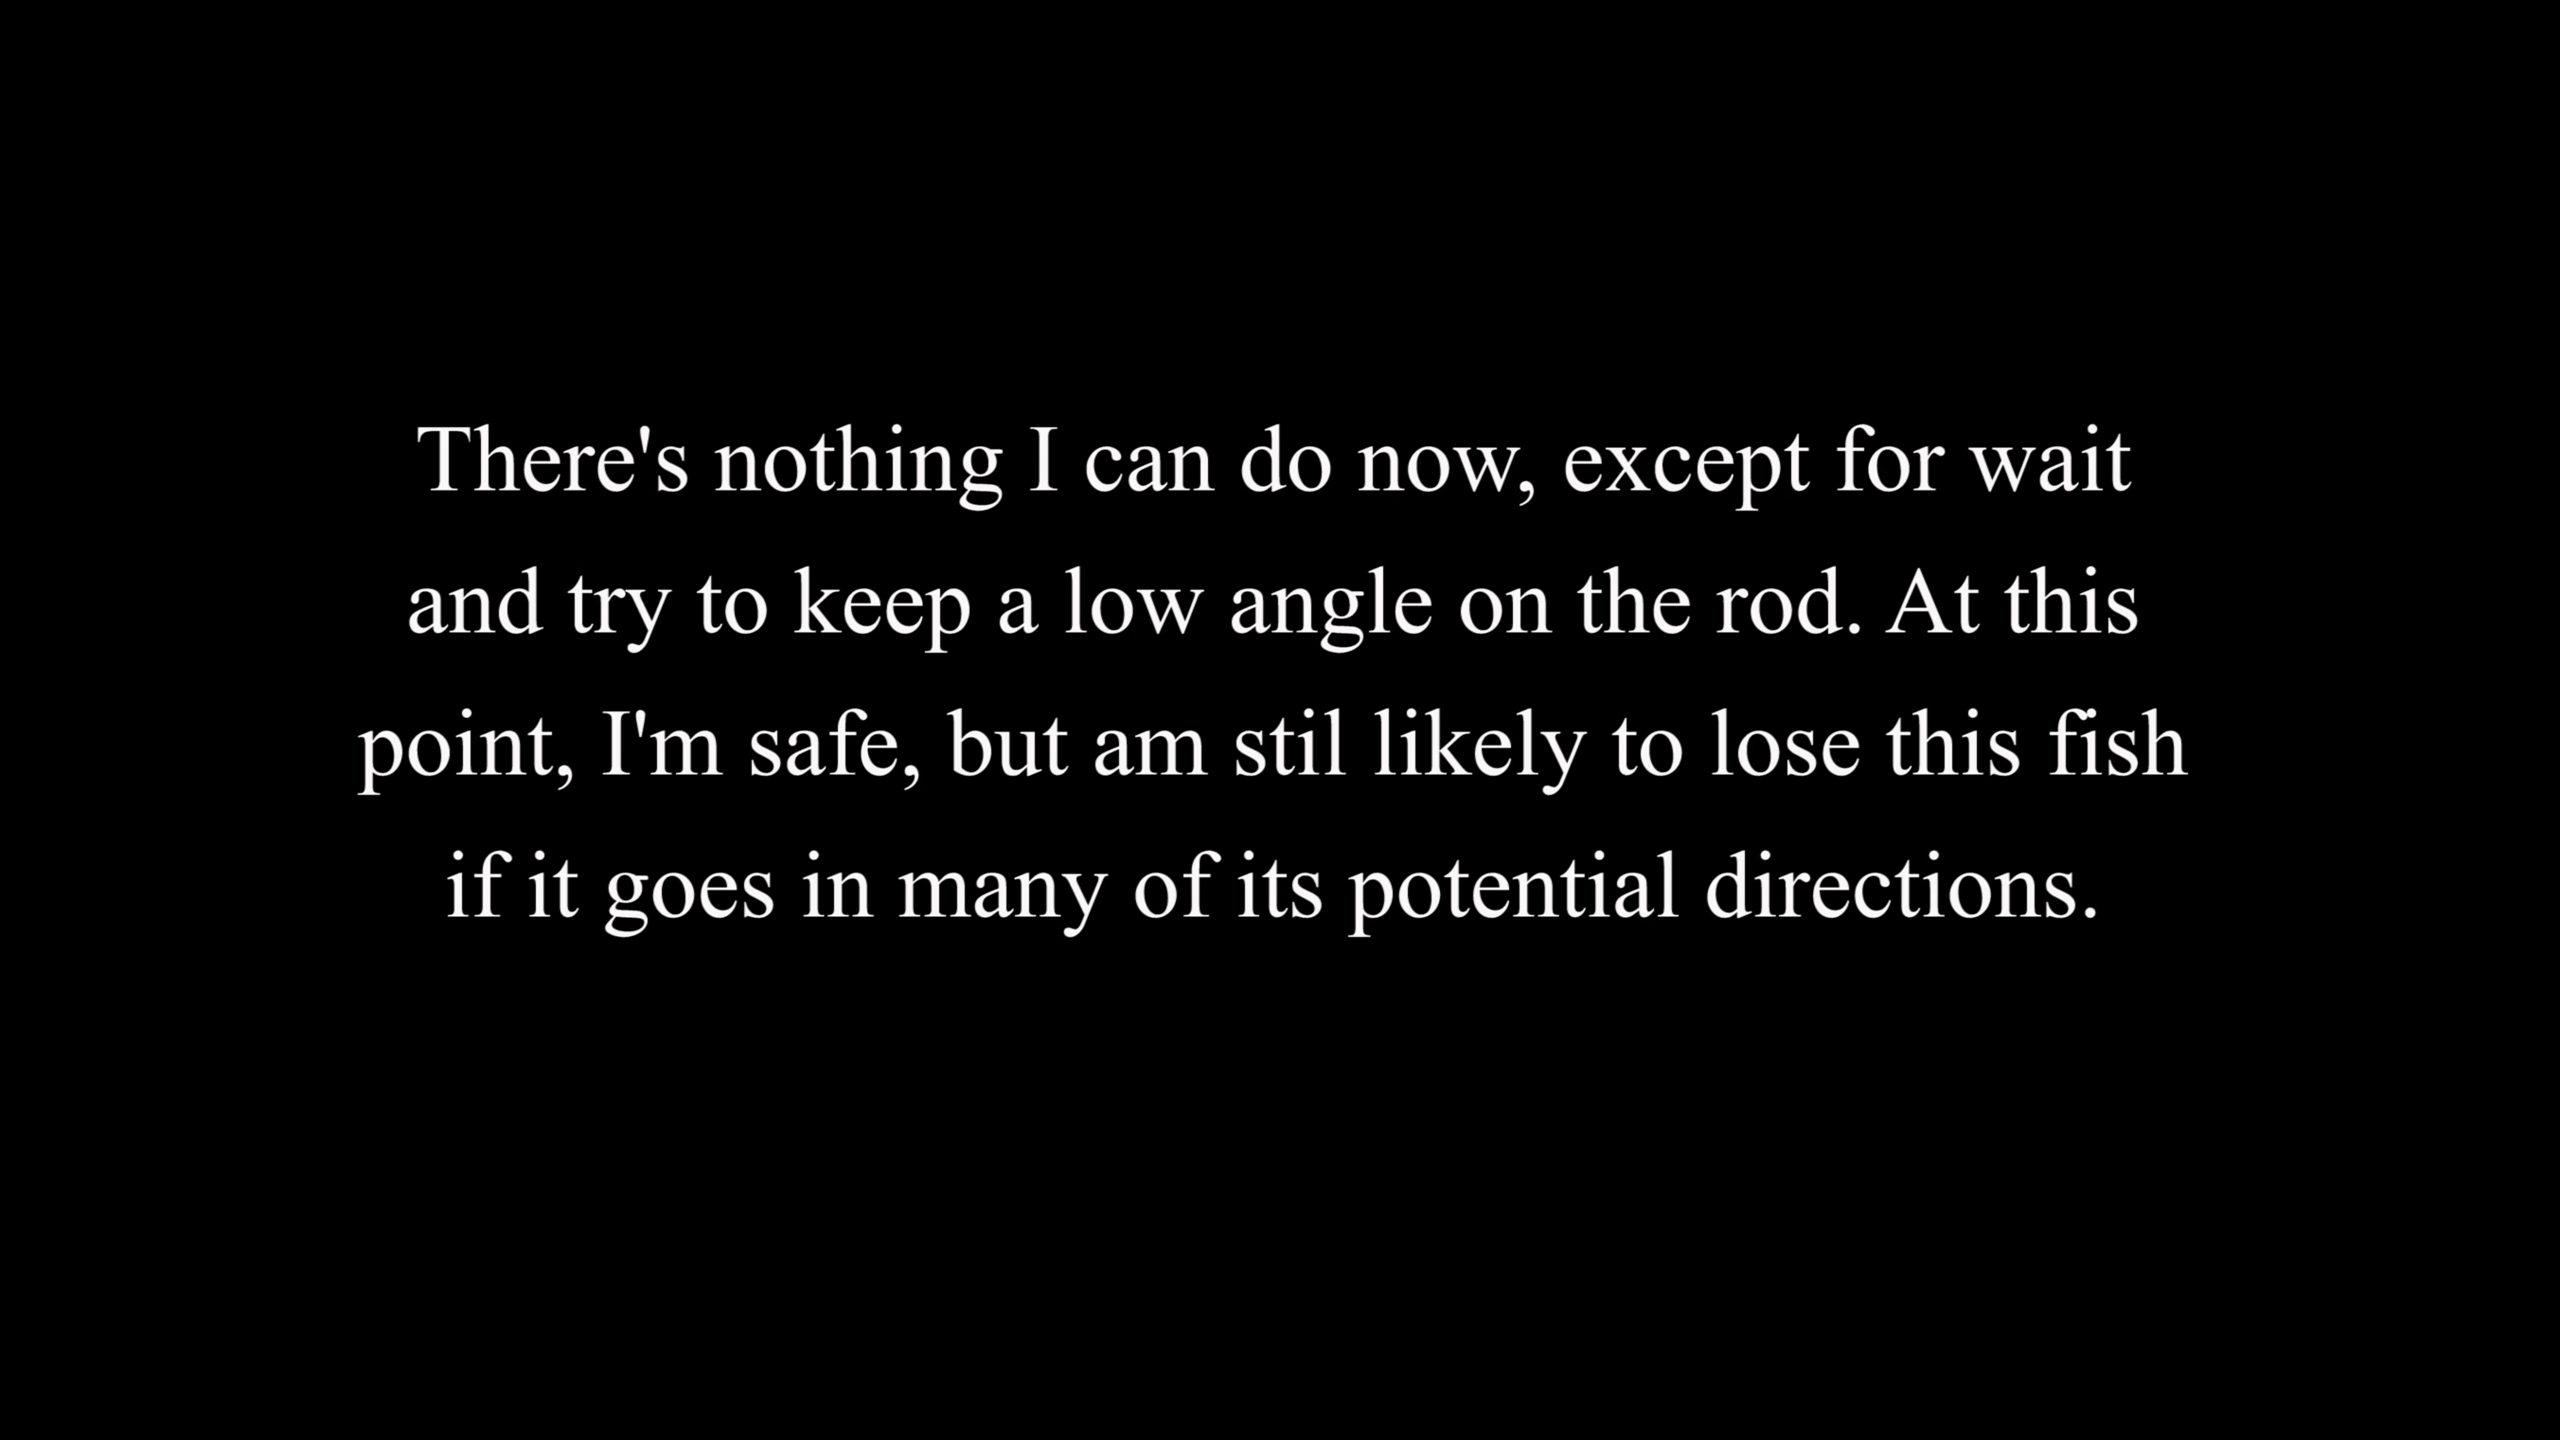 There's nothing I can do now, except for wait
and try to keep a low angle on the rod. At this
point, I'm safe, but am stil likely to lose this fish
if it goes in many of its potential directions.